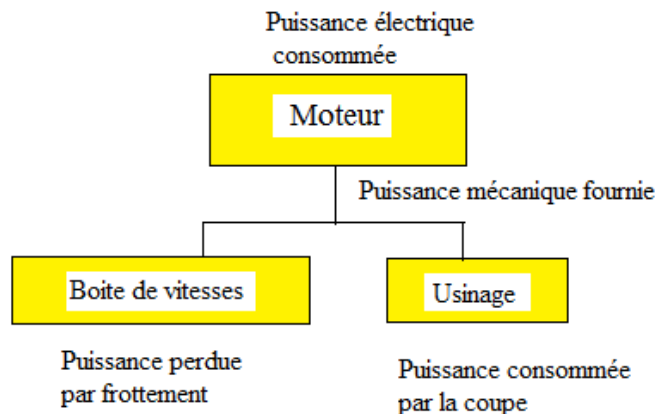 Puissance électrique
consommée
Moteur
Puissance mécanique fournie
Boite de vitesses
Usinage
Puissance perdue
par frottement
Puissance consommée
par la coupe